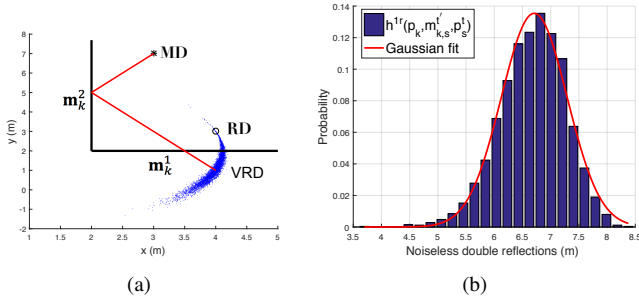 8
7
6
5
4
3
2
1
0
-1
-2
y (m)
MD
m_k^2
RD
m_k^1
VRD
1 1.5 2 2.5 3 3.5 4 4.5 5
x (m)
(a)
0.14
0.12
0.1
0.08
0.06
0.04
0.02
0
Probability
h^{1r}(p_k,m_{k,s}^{t'},p_s^t)
Gaussian fit
3.5 4 4.5 5 5.5 6 6.5 7 7.5 8 8.5
Noiseless double reflections (m)
(b)